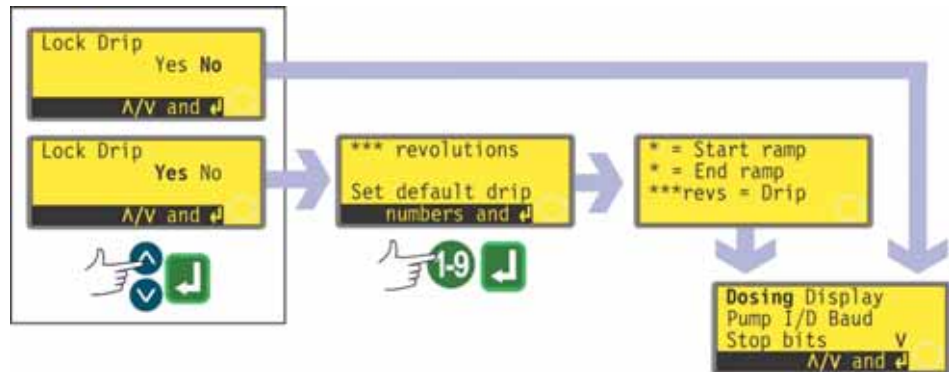 Lock Drip
Yes No
∧/∨ and ↲
Lock Drip
Yes No
∧/∨ and ↲
*** revolutions
Set default drip
numbers and ↲
1-9
* = Start ramp
* = End ramp
***revs = Drip
Dosing Display
Pump I/D Baud
Stop bits ∨
∧/∨ and ↲